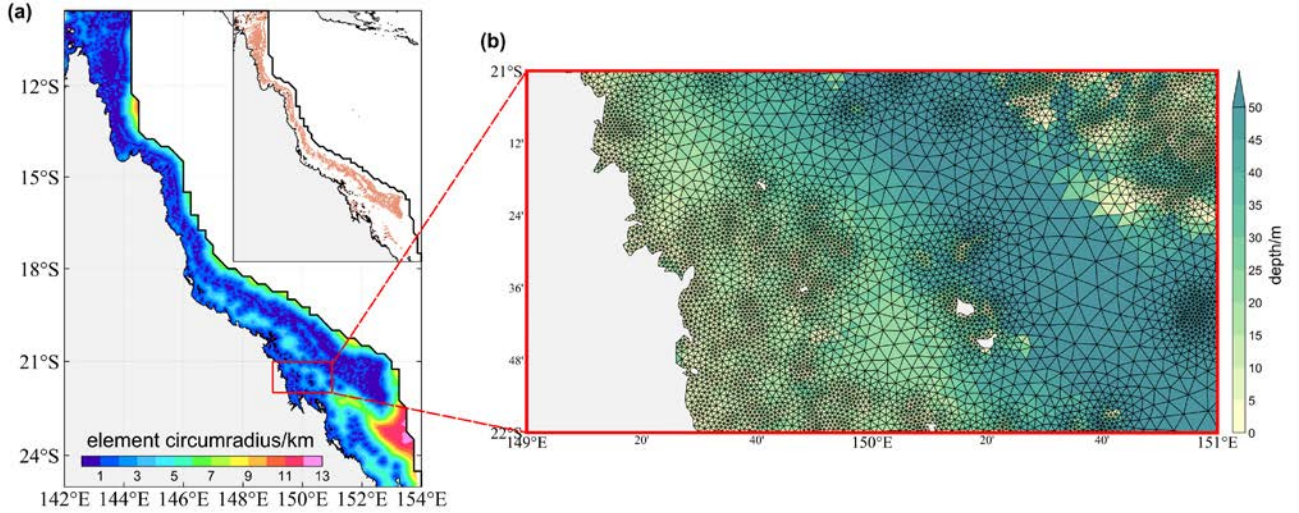 (a)
12°S
15°S
18°S
21°S
24°S
element circumradius/km
1 3 5 7 9 11 13
142°E 144°E 146°E 148°E 150°E 152°E 154°E
(b)
21°S
12'
24'
36'
48'
22°S
149°E 20' 40' 150°E 20' 40' 151°E
50
45
40
35
30
25
20
15
10
5
0
depth/m